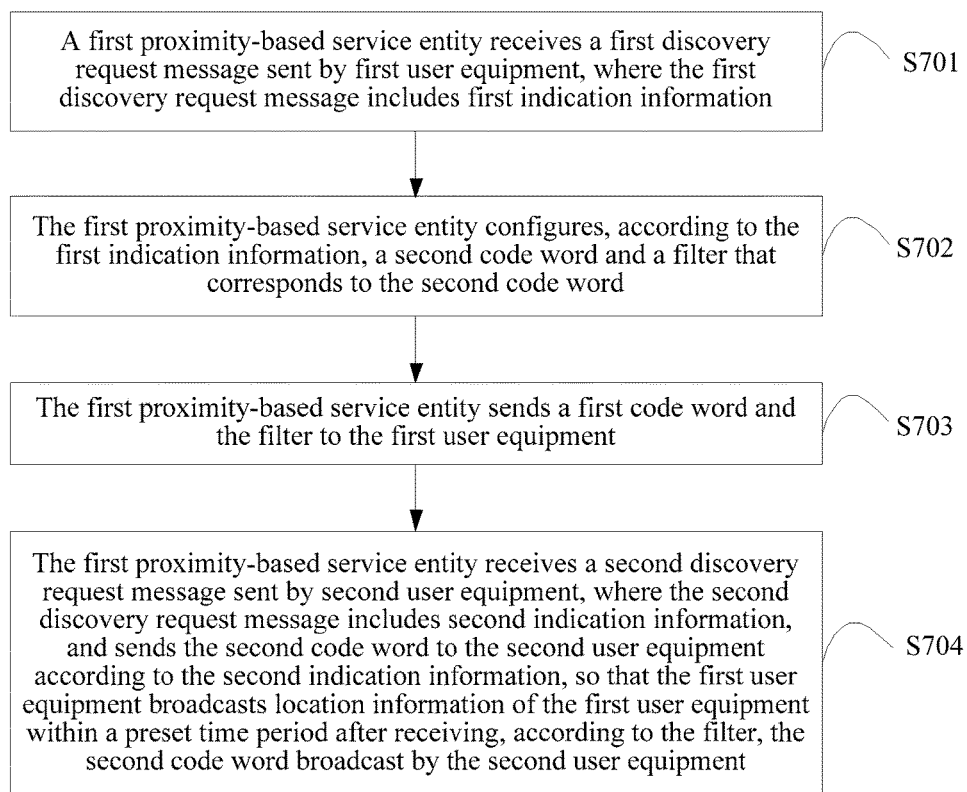 A first proximity-based service entity receives a first discovery
request message sent by first user equipment, where the first
discovery request message includes first indication information
S701
The first proximity-based service entity configures, according to the
first indication information, a second code word and a filter that
corresponds to the second code word
S702
The first proximity-based service entity sends a first code word and
the filter to the first user equipment
S703
The first proximity-based service entity receives a second discovery
request message sent by second user equipment, where the second
discovery request message includes second indication information,
and sends the second code word to the second user equipment
according to the second indication information, so that the first user
equipment broadcasts location information of the first user equipment
within a preset time period after receiving, according to the filter, the
second code word broadcast by the second user equipment
S704